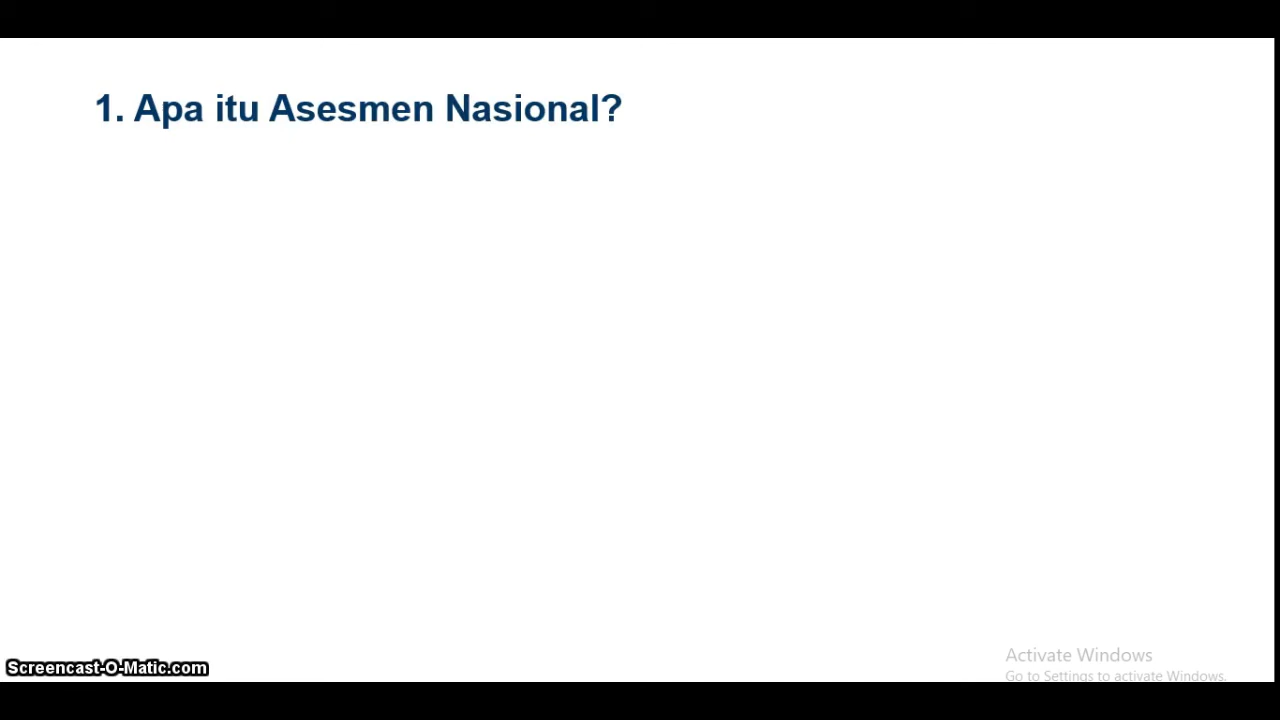 1. Apa itu Asesmen Nasional?
Activate Windows
Go to Settings to activate Windows.
Screencast-O-Matic.com